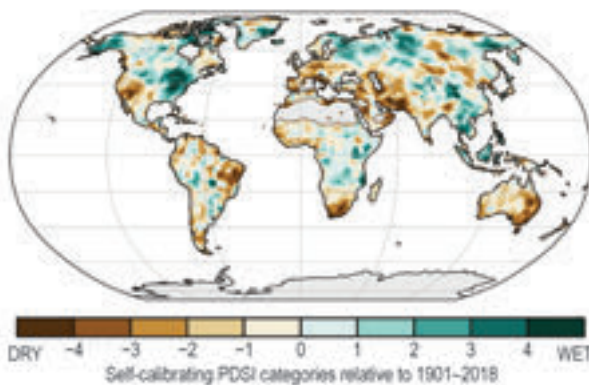 DRY −4 −3 −2 −1 0 1 2 3 4 WET
Self-calibrating PDSI categories relative to 1901–2018